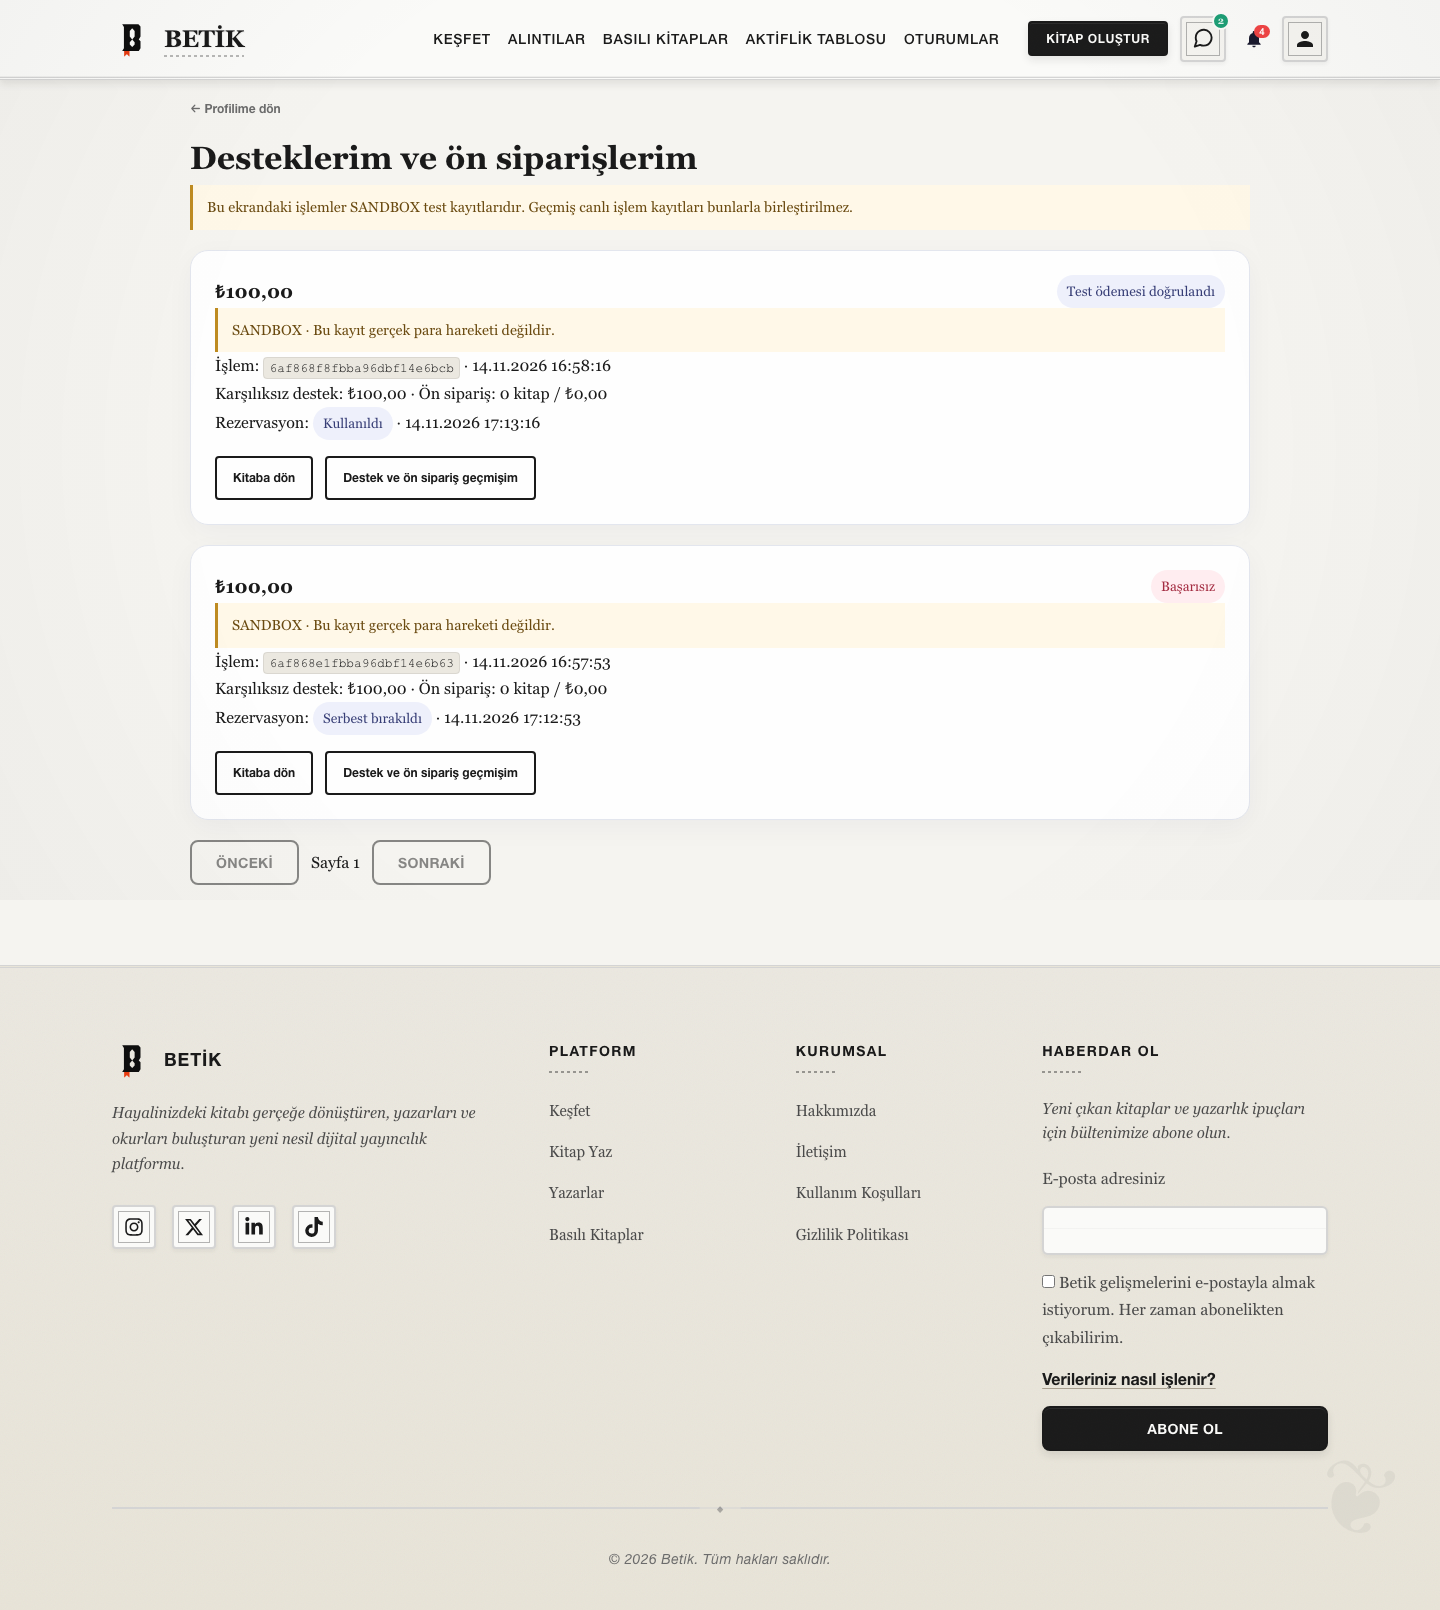 BETİK
KEŞFET ALINTILAR BASILI KİTAPLAR AKTİFLİK TABLOSU OTURUMLAR KİTAP OLUŞTUR 2 4
← Profilime dön
Desteklerim ve ön siparişlerim
Bu ekrandaki işlemler SANDBOX test kayıtlarıdır. Geçmiş canlı işlem kayıtları bunlarla birleştirilmez.
₺100,00 Test ödemesi doğrulandı
SANDBOX · Bu kayıt gerçek para hareketi değildir.
İşlem: 6af868f8fbba96dbf14e6bcb · 14.11.2026 16:58:16
Karşılıksız destek: ₺100,00 · Ön sipariş: 0 kitap / ₺0,00
Rezervasyon: Kullanıldı · 14.11.2026 17:13:16
Kitaba dön Destek ve ön sipariş geçmişim
₺100,00 Başarısız
SANDBOX · Bu kayıt gerçek para hareketi değildir.
İşlem: 6af868e1fbba96dbf14e6b63 · 14.11.2026 16:57:53
Karşılıksız destek: ₺100,00 · Ön sipariş: 0 kitap / ₺0,00
Rezervasyon: Serbest bırakıldı · 14.11.2026 17:12:53
Kitaba dön Destek ve ön sipariş geçmişim
ÖNCEKİ Sayfa 1 SONRAKİ
BETİK
Hayalinizdeki kitabı gerçeğe dönüştüren, yazarları ve
okurları buluşturan yeni nesil dijital yayıncılık
platformu.
PLATFORM
Keşfet
Kitap Yaz
Yazarlar
Basılı Kitaplar
KURUMSAL
Hakkımızda
İletişim
Kullanım Koşulları
Gizlilik Politikası
HABERDAR OL
Yeni çıkan kitaplar ve yazarlık ipuçları
için bültenimize abone olun.
E-posta adresiniz
Betik gelişmelerini e-postayla almak
istiyorum. Her zaman abonelikten
çıkabilirim.
Verileriniz nasıl işlenir?
ABONE OL
© 2026 Betik. Tüm hakları saklıdır.